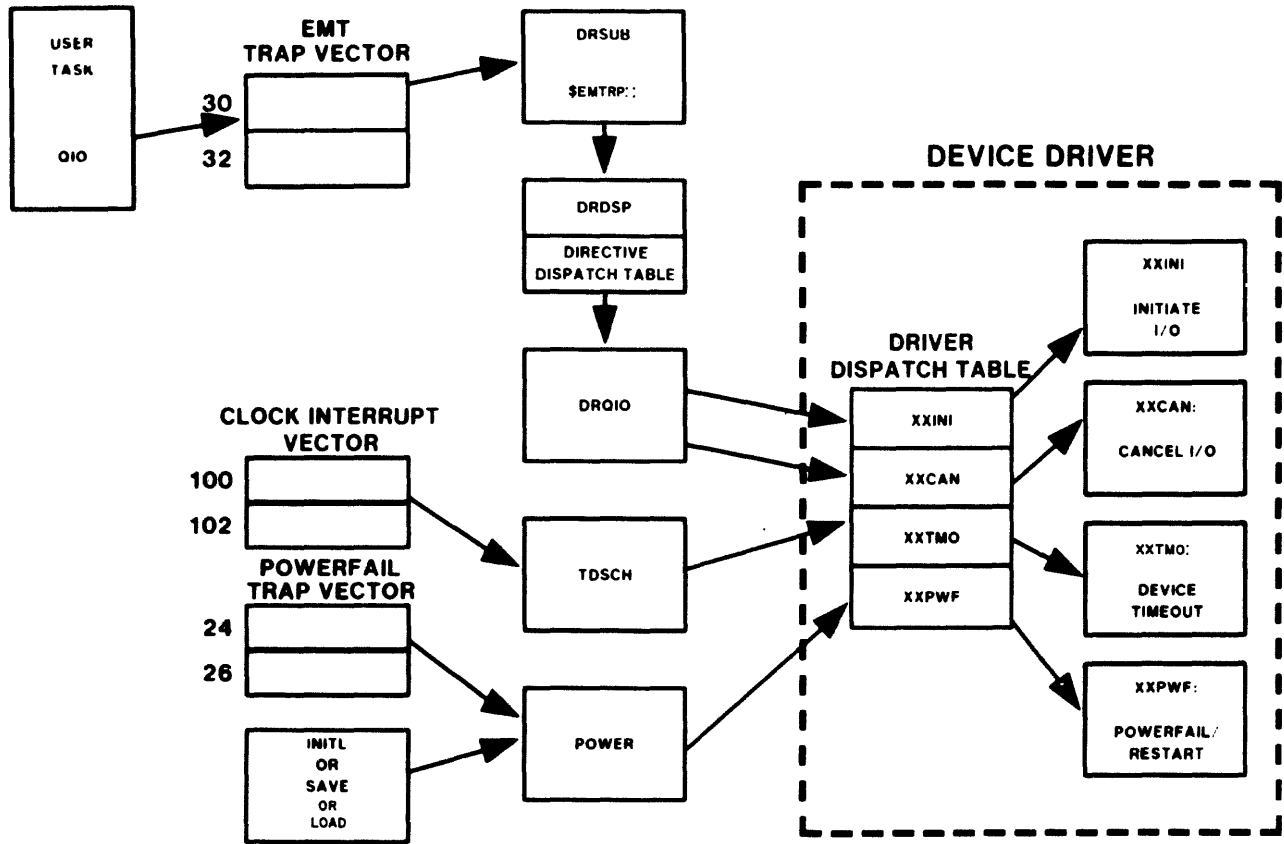 USER
TASK
QIO
EMT
TRAP VECTOR
30
32
DRSUB
$EMTRP::
DRDSP
DIRECTIVE
DISPATCH TABLE
DRQIO
CLOCK INTERRUPT
VECTOR
100
102
TDSCH
POWERFAIL
TRAP VECTOR
24
26
INITL
OR
SAVE
OR
LOAD
POWER
DEVICE DRIVER
DRIVER
DISPATCH TABLE
XXINI
XXCAN
XXTMO
XXPWF
XXINI
INITIATE
I/O
XXCAN:
CANCEL I/O
XXTMO:
DEVICE
TIMEOUT
XXPWF:
POWERFAIL/
RESTART